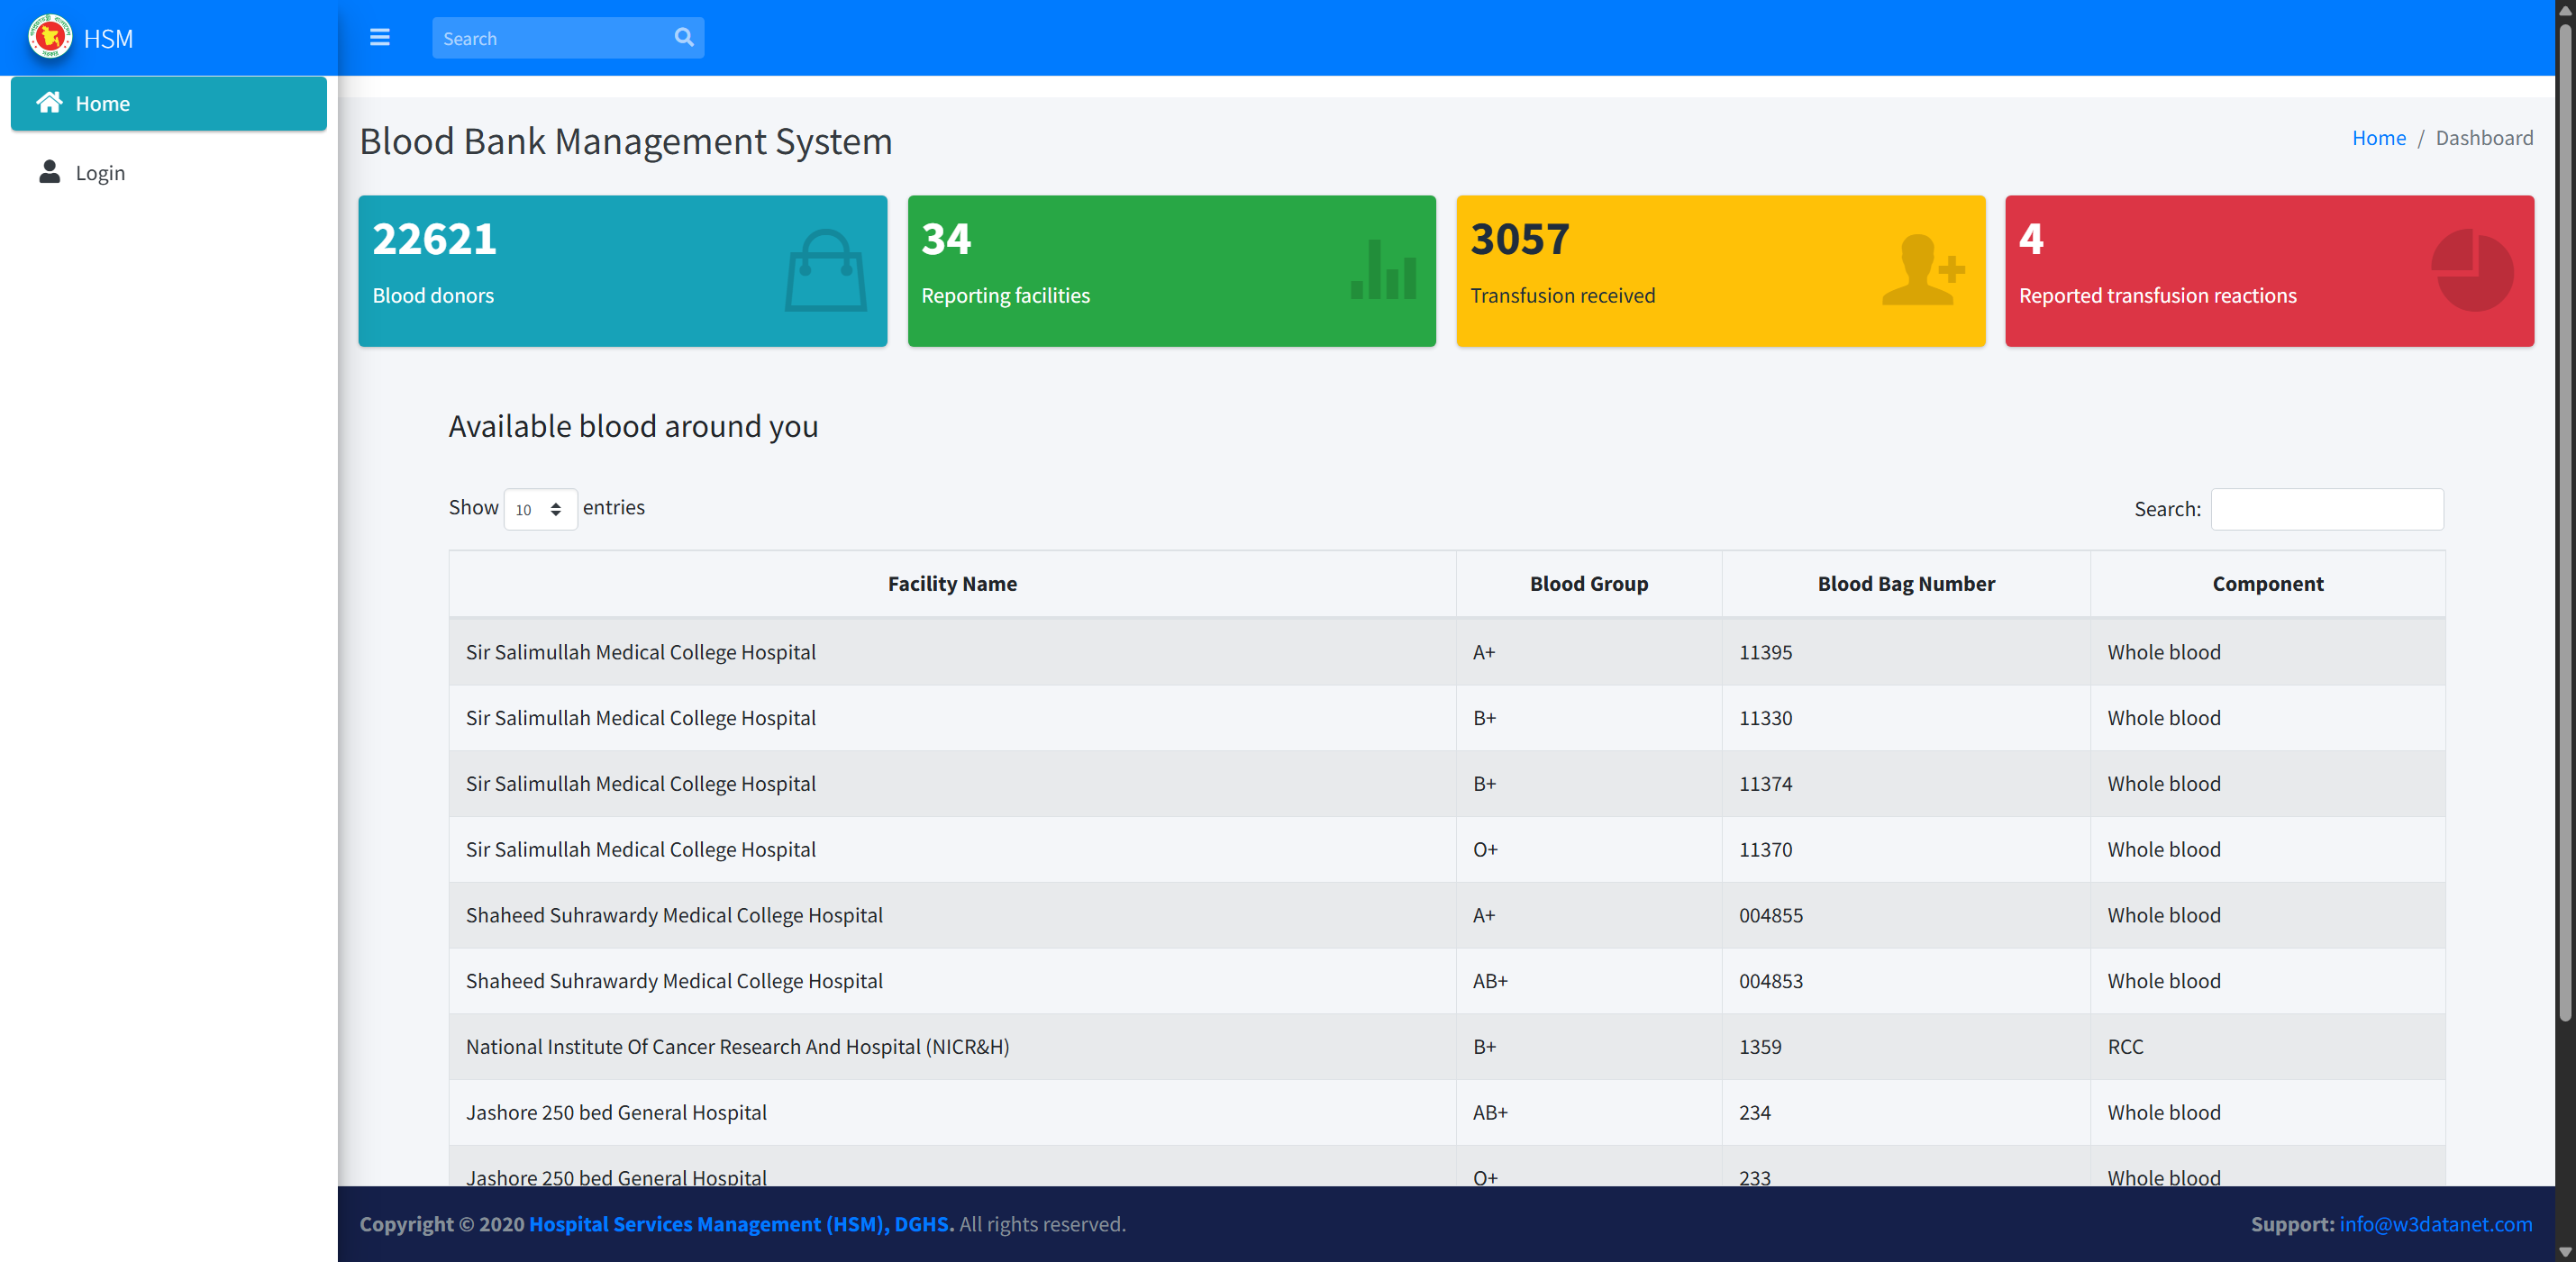 HSM
Search
Home
Login
Blood Bank Management System
Home / Dashboard
22621
Blood donors
34
Reporting facilities
3057
Transfusion received
4
Reported transfusion reactions
Available blood around you
Show 10 entries
Search:
Facility Name Blood Group Blood Bag Number Component
Sir Salimullah Medical College Hospital A+ 11395 Whole blood
Sir Salimullah Medical College Hospital B+ 11330 Whole blood
Sir Salimullah Medical College Hospital B+ 11374 Whole blood
Sir Salimullah Medical College Hospital O+ 11370 Whole blood
Shaheed Suhrawardy Medical College Hospital A+ 004855 Whole blood
Shaheed Suhrawardy Medical College Hospital AB+ 004853 Whole blood
National Institute Of Cancer Research And Hospital (NICR&H) B+ 1359 RCC
Jashore 250 bed General Hospital AB+ 234 Whole blood
Jashore 250 bed General Hospital O+ 233 Whole blood
Copyright © 2020 Hospital Services Management (HSM), DGHS. All rights reserved.
Support: info@w3datanet.com